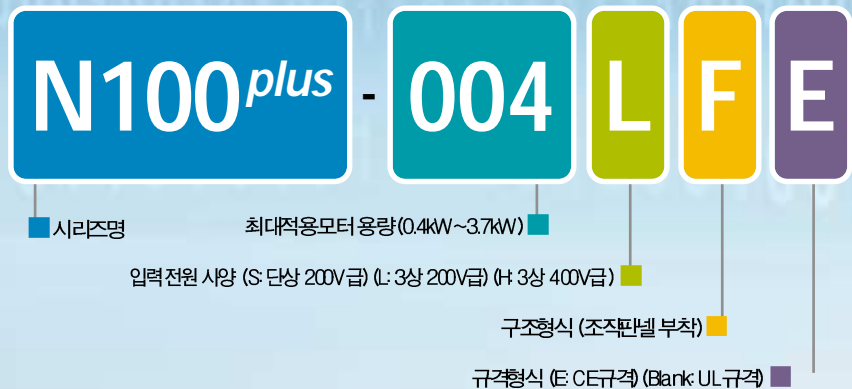 N100plus - 004 L F E
시리즈명
최대적용모터 용량(0.4kW~3.7kW)
입력전원 사양 (S: 단상 200V급) (L: 3상 200V급) (H: 3상 400V급)
구조형식 (조작판넬 부착)
규격형식 (E: CE규격) (Blank: UL규격)